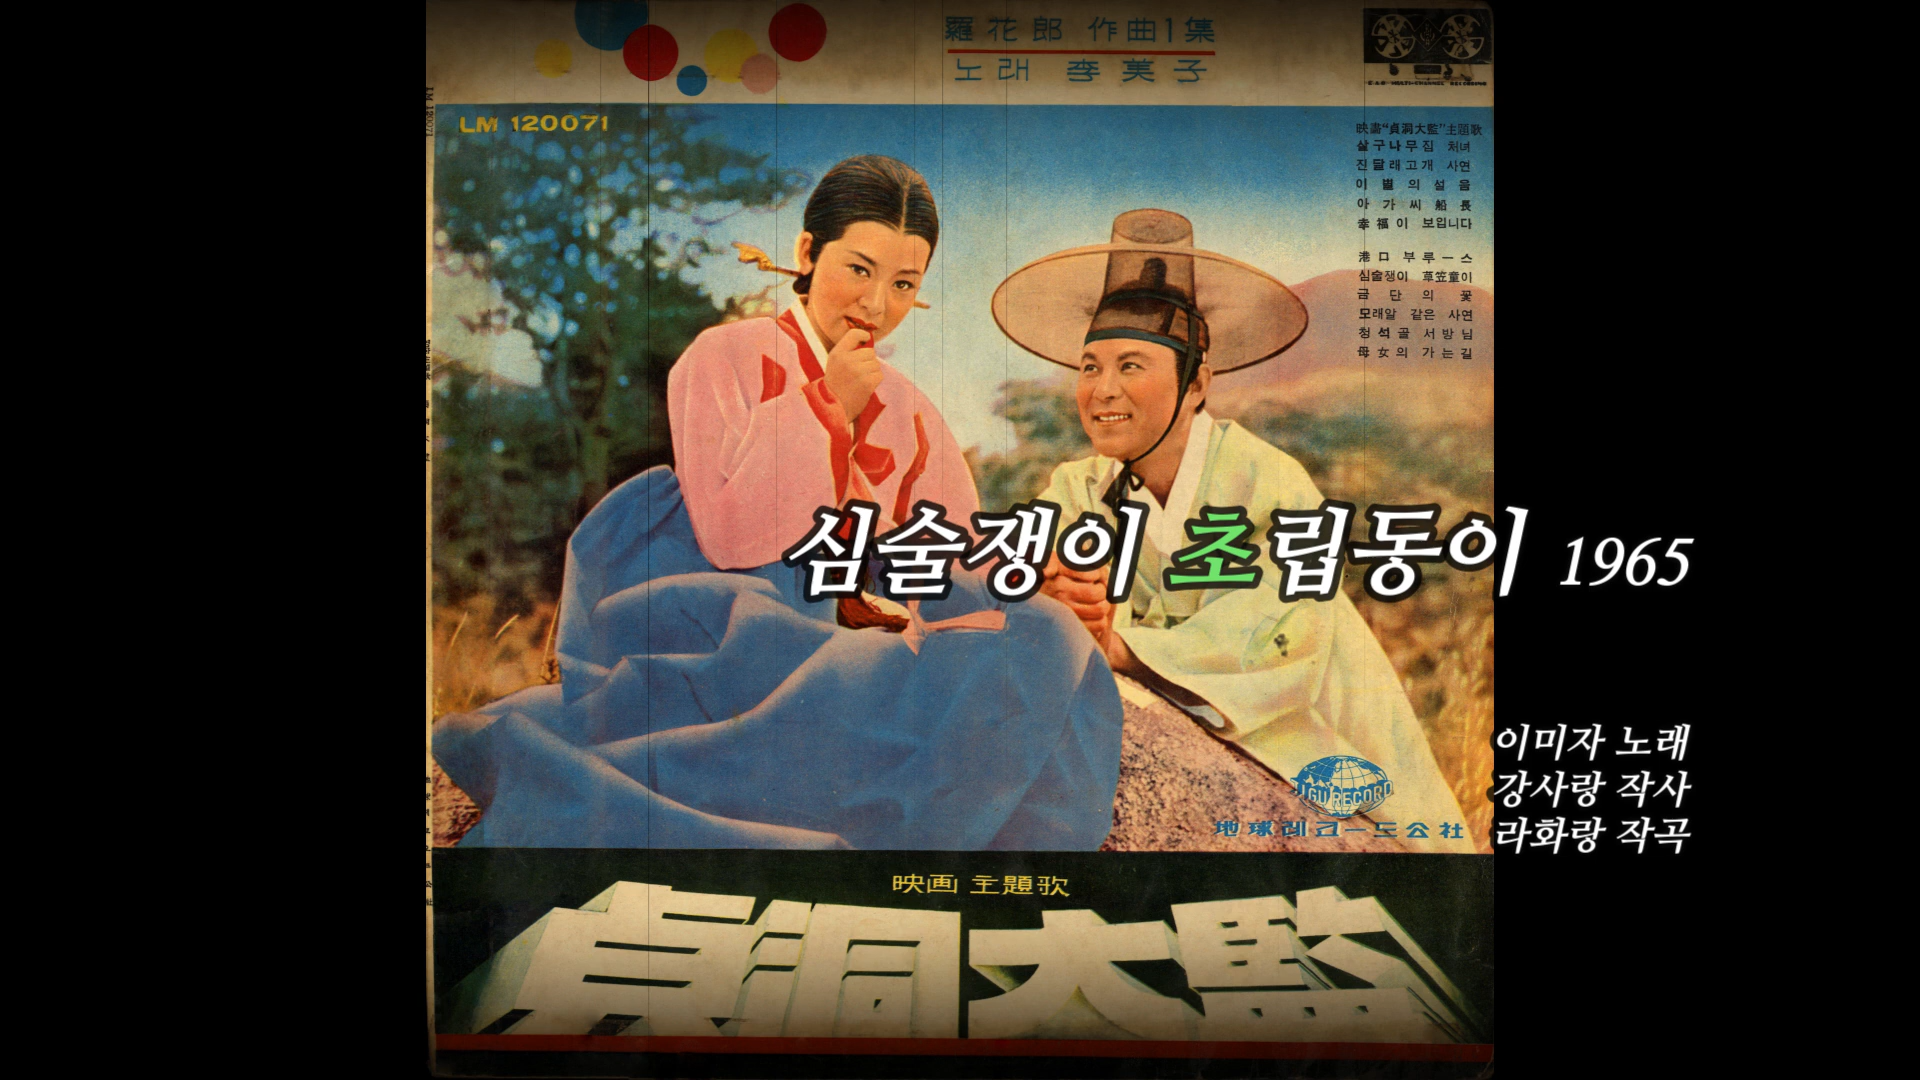 羅花郎 作曲1集
노래 李美子
LM 120071
映畵"貞洞大監"主題歌
살구나무집 처녀
진달래고개 사연
이별의 설음
아가씨船長
幸福이 보입니다
港口 부루ー스
심술쟁이 草笠童이
금단의 꽃
모래알 같은 사연
청석골 서방님
母女의 가는길
심술쟁이 초립동이 1965
이미자 노래
강사랑 작사
라화랑 작곡
JIGU RECORD
地球레코ー드公社
映画 主題歌
貞洞大監